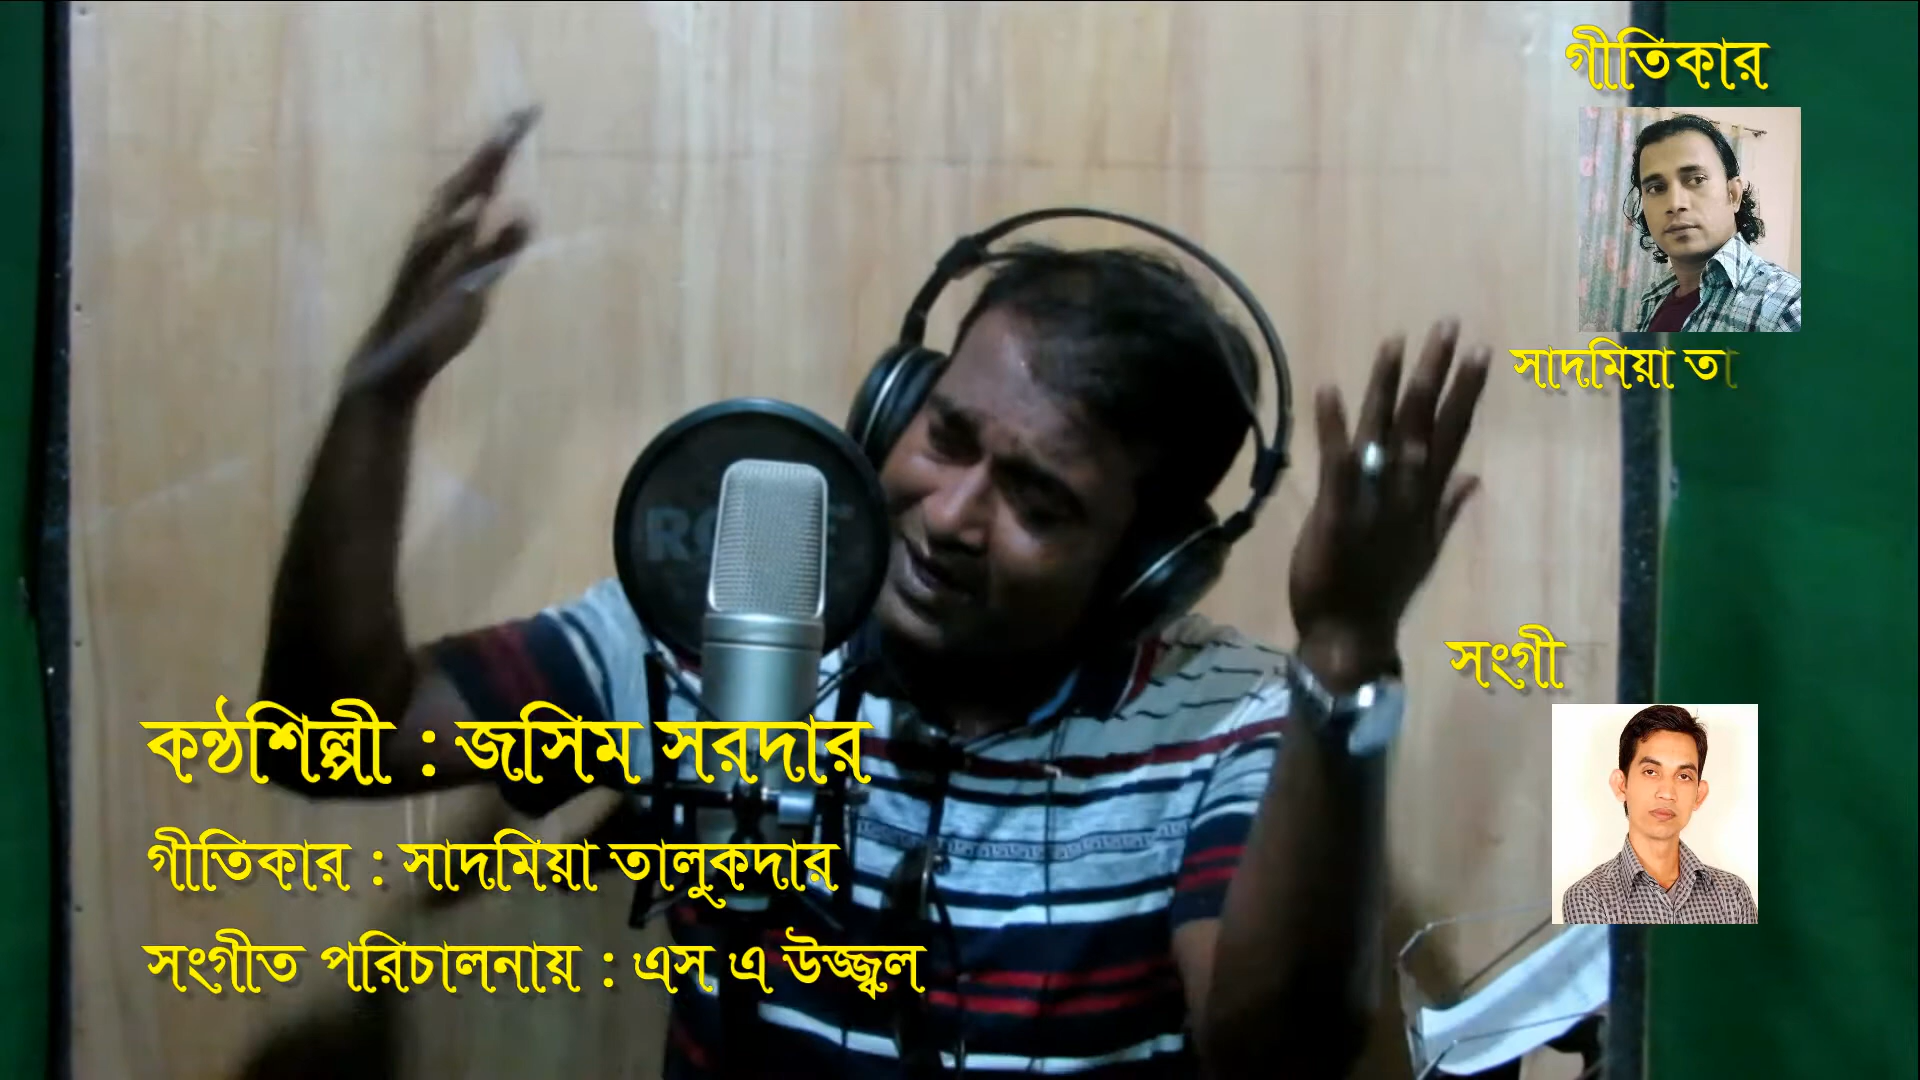 গীতিকার
সাদমিয়া তা
সংগী
কন্ঠশিল্পী : জসিম সরদার
গীতিকার : সাদমিয়া তালুকদার
সংগীত পরিচালনায় : এস এ উজ্জ্বল